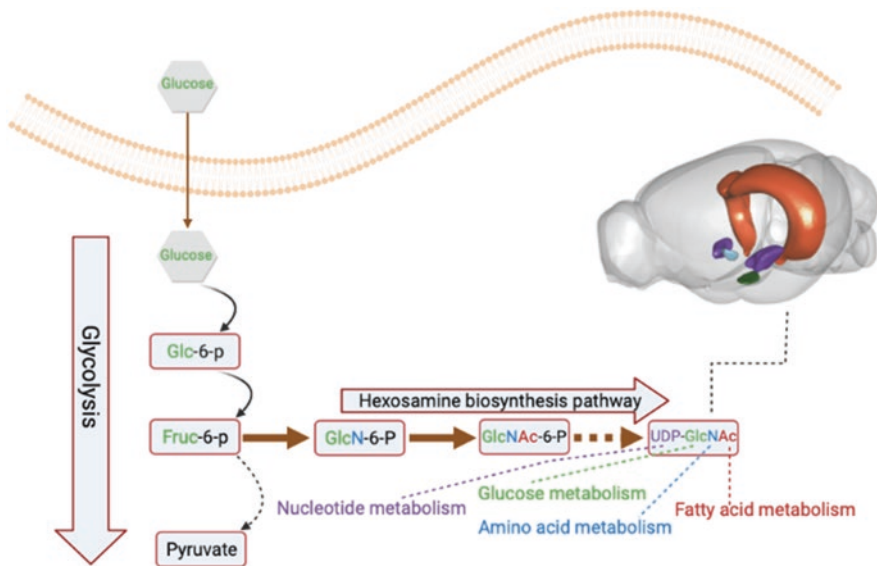 Glucose
Glucose
Glycolysis
Glc-6-p
Hexosamine biosynthesis pathway
Fruc-6-p
GlcN-6-P
GlcNAc-6-P
UDP-GlcNAc
Nucleotide metabolism
Glucose metabolism
Amino acid metabolism
Fatty acid metabolism
Pyruvate